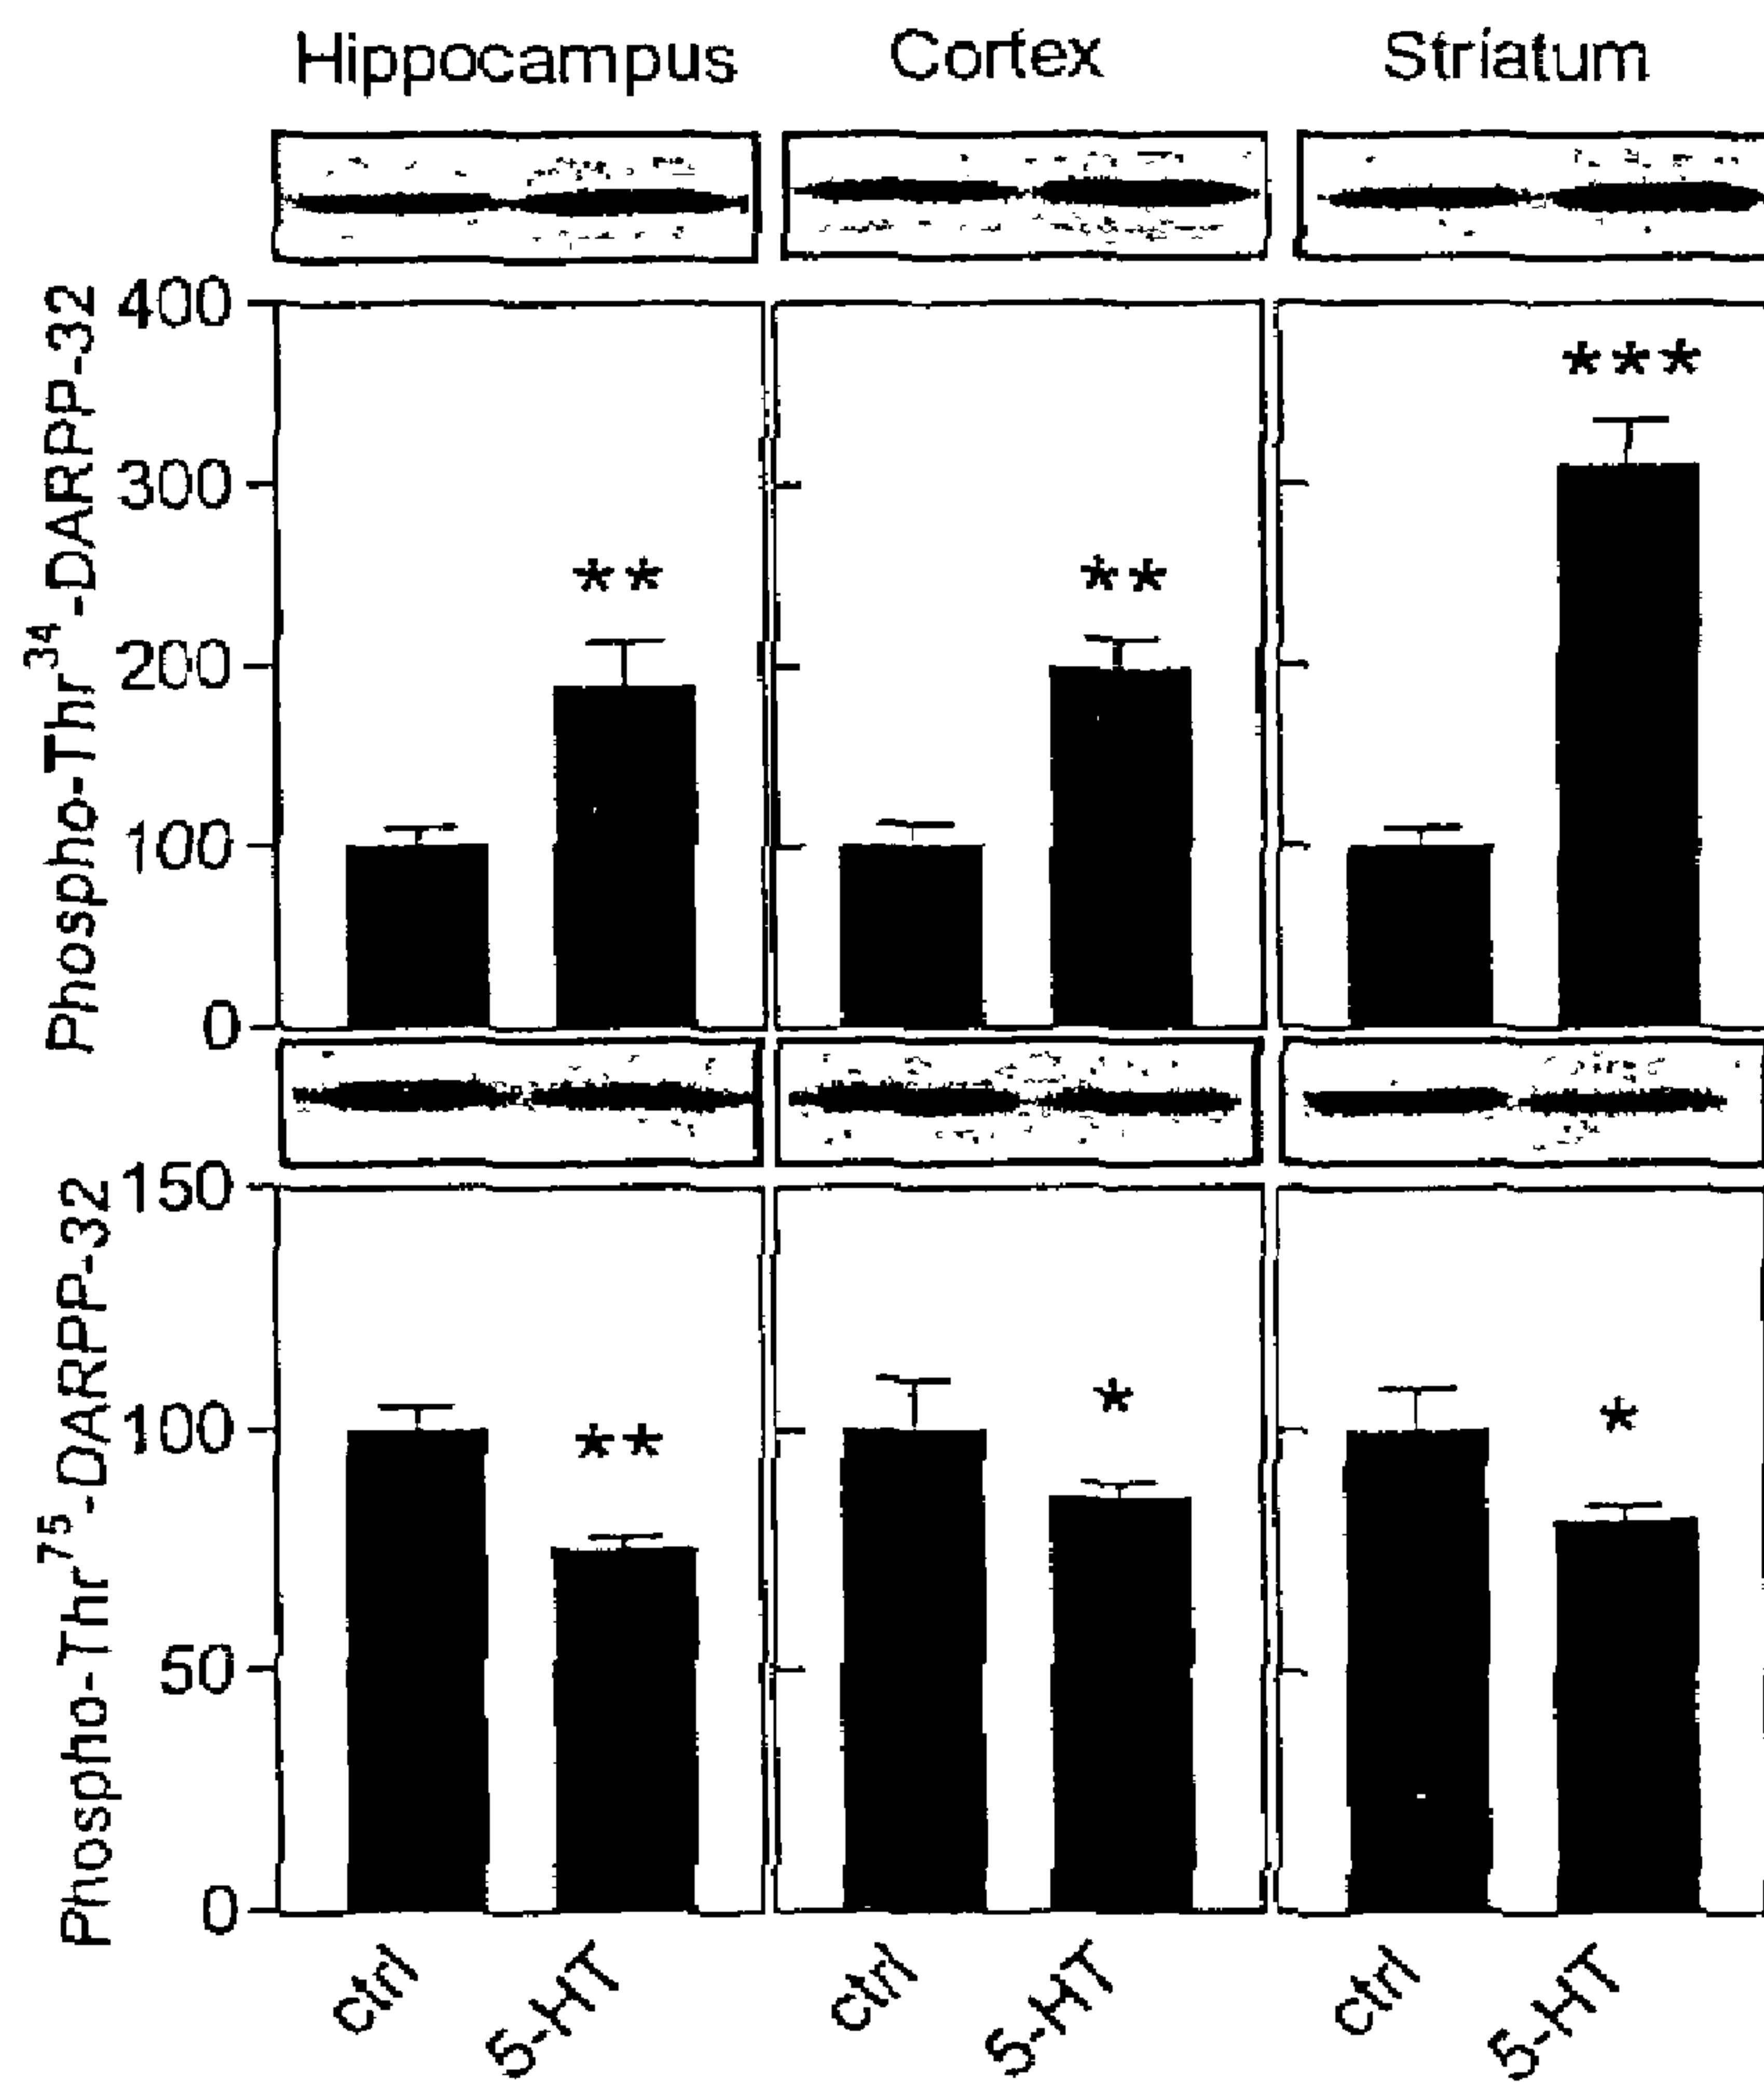 Hippocampus Cortex Striatum
Phospho-Thr³⁴-DARPP-32
400
300
200
100
0
** ** ***
Phospho-Thr⁷⁵-DARPP-32
150
100
50
0
** * *
ctrl 5-HT ctrl 5-HT ctrl 5-HT